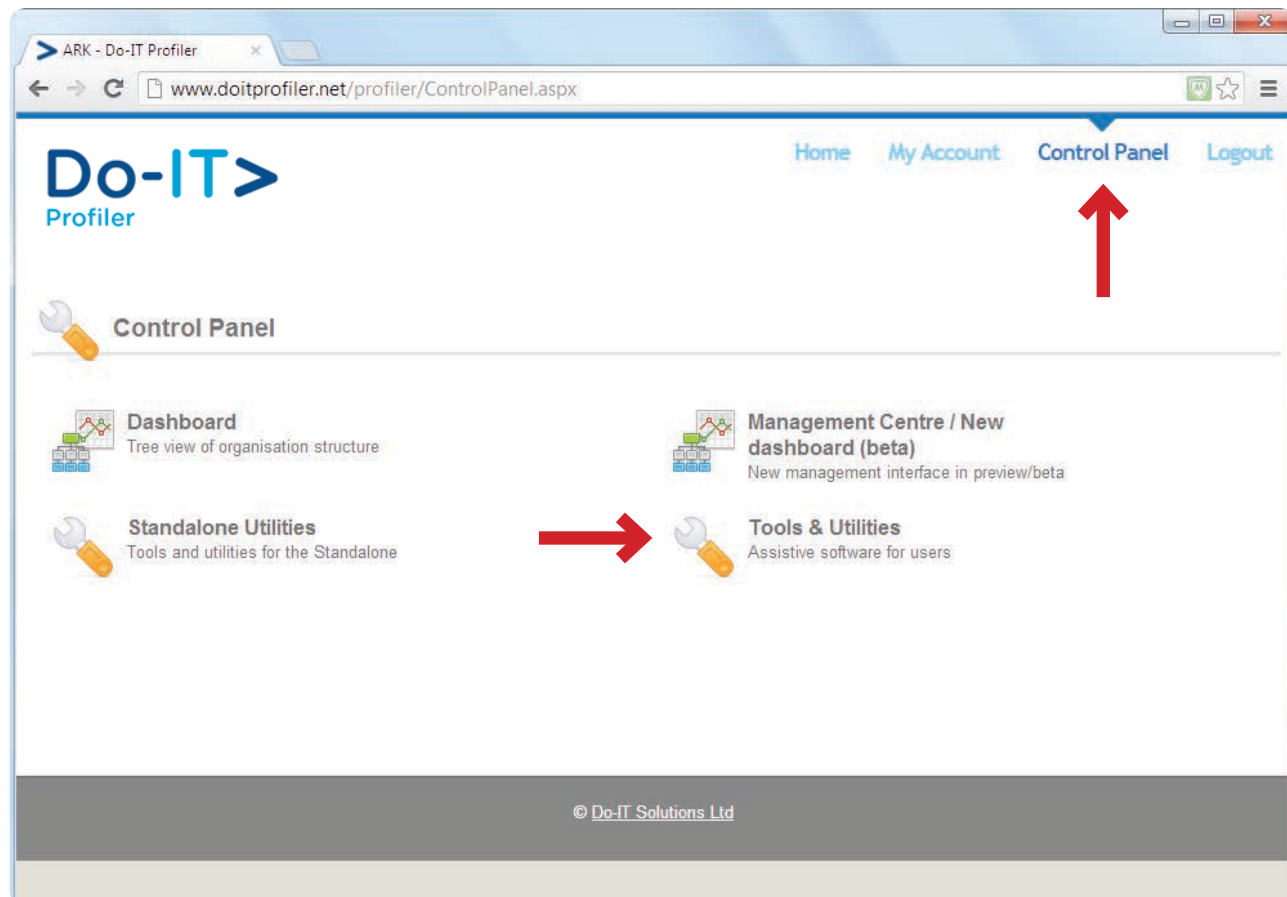 ARK - Do-IT Profiler
www.doitprofiler.net/profiler/ControlPanel.aspx
Do-IT>
Profiler
Home My Account Control Panel Logout
Control Panel
Dashboard
Tree view of organisation structure
Management Centre / New
dashboard (beta)
New management interface in preview/beta
Standalone Utilities
Tools and utilities for the Standalone
Tools & Utilities
Assistive software for users
© Do-IT Solutions Ltd